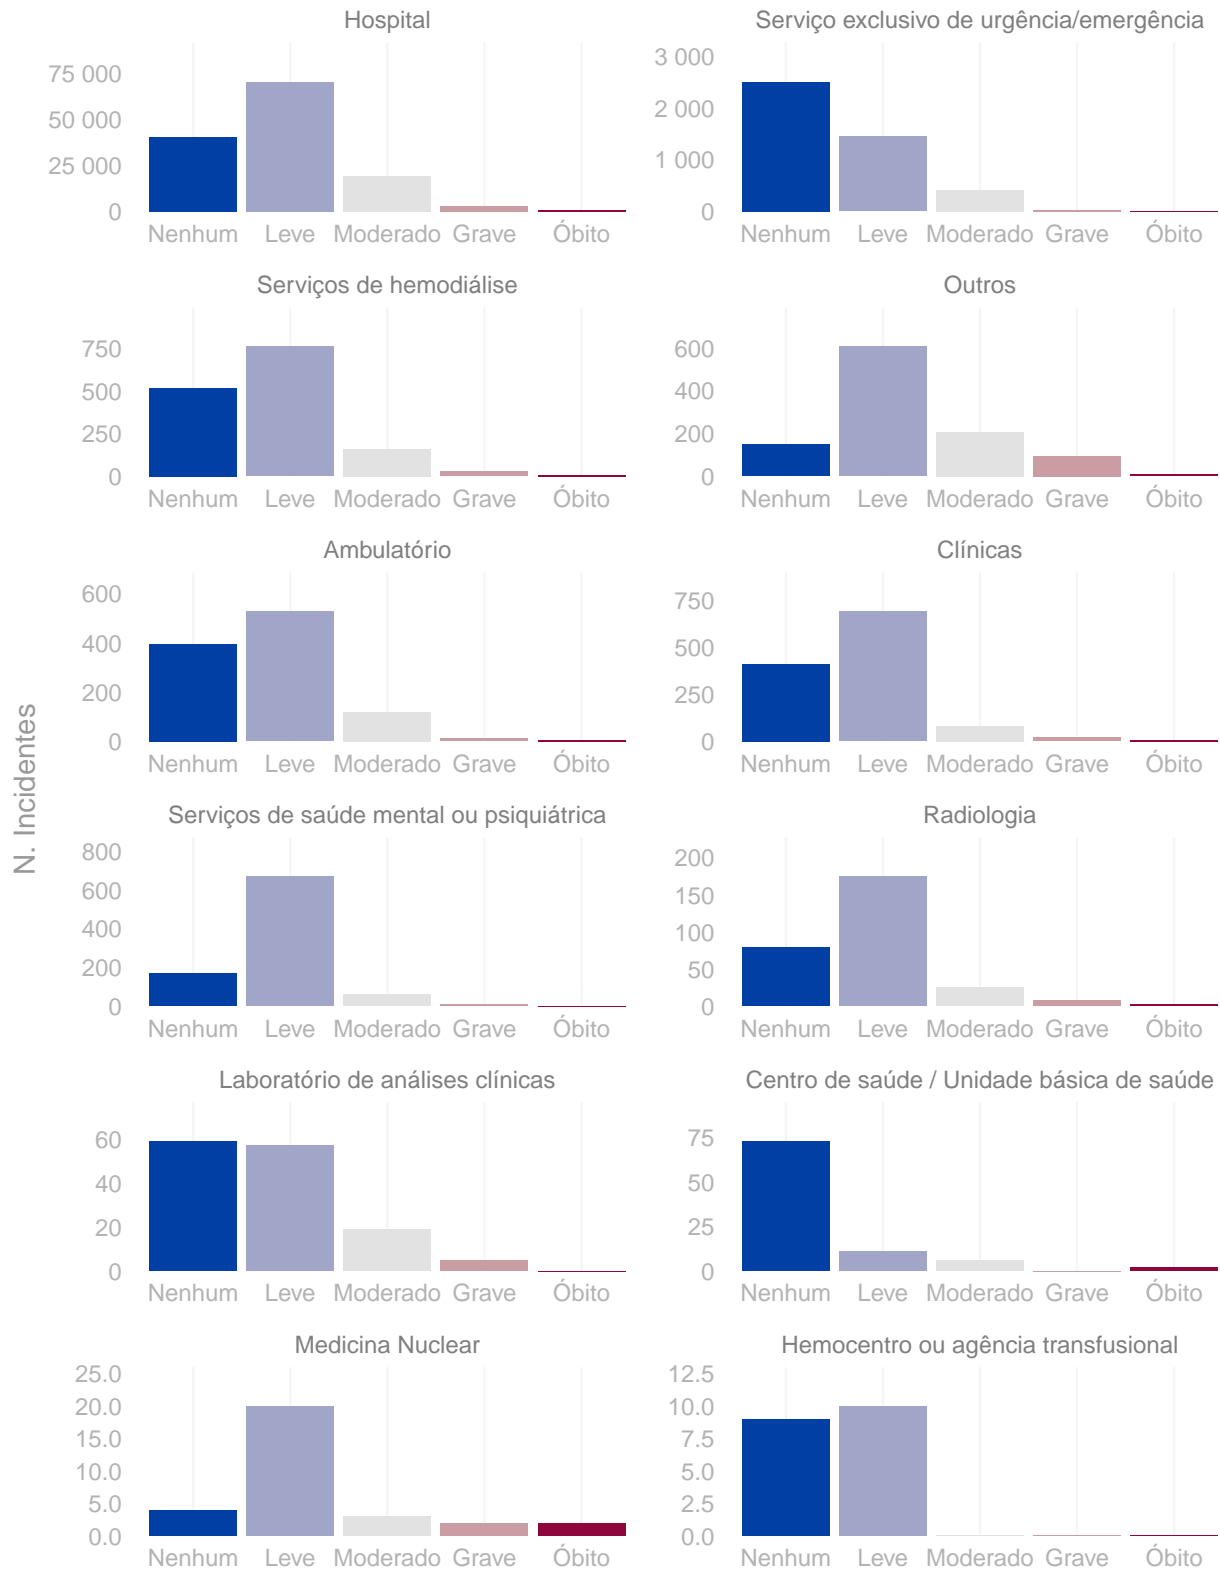 N. Incidentes
Hospital
75 000
50 000
25 000
0
Nenhum Leve Moderado Grave Óbito
Serviço exclusivo de urgência/emergência
3 000
2 000
1 000
0
Nenhum Leve Moderado Grave Óbito
Serviços de hemodiálise
750
500
250
0
Nenhum Leve Moderado Grave Óbito
Outros
600
400
200
0
Nenhum Leve Moderado Grave Óbito
Ambulatório
600
400
200
0
Nenhum Leve Moderado Grave Óbito
Clínicas
750
500
250
0
Nenhum Leve Moderado Grave Óbito
Serviços de saúde mental ou psiquiátrica
800
600
400
200
0
Nenhum Leve Moderado Grave Óbito
Radiologia
200
150
100
50
0
Nenhum Leve Moderado Grave Óbito
Laboratório de análises clínicas
60
40
20
0
Nenhum Leve Moderado Grave Óbito
Centro de saúde / Unidade básica de saúde
75
50
25
0
Nenhum Leve Moderado Grave Óbito
Medicina Nuclear
25.0
20.0
15.0
10.0
5.0
0.0
Nenhum Leve Moderado Grave Óbito
Hemocentro ou agência transfusional
12.5
10.0
7.5
5.0
2.5
0.0
Nenhum Leve Moderado Grave Óbito